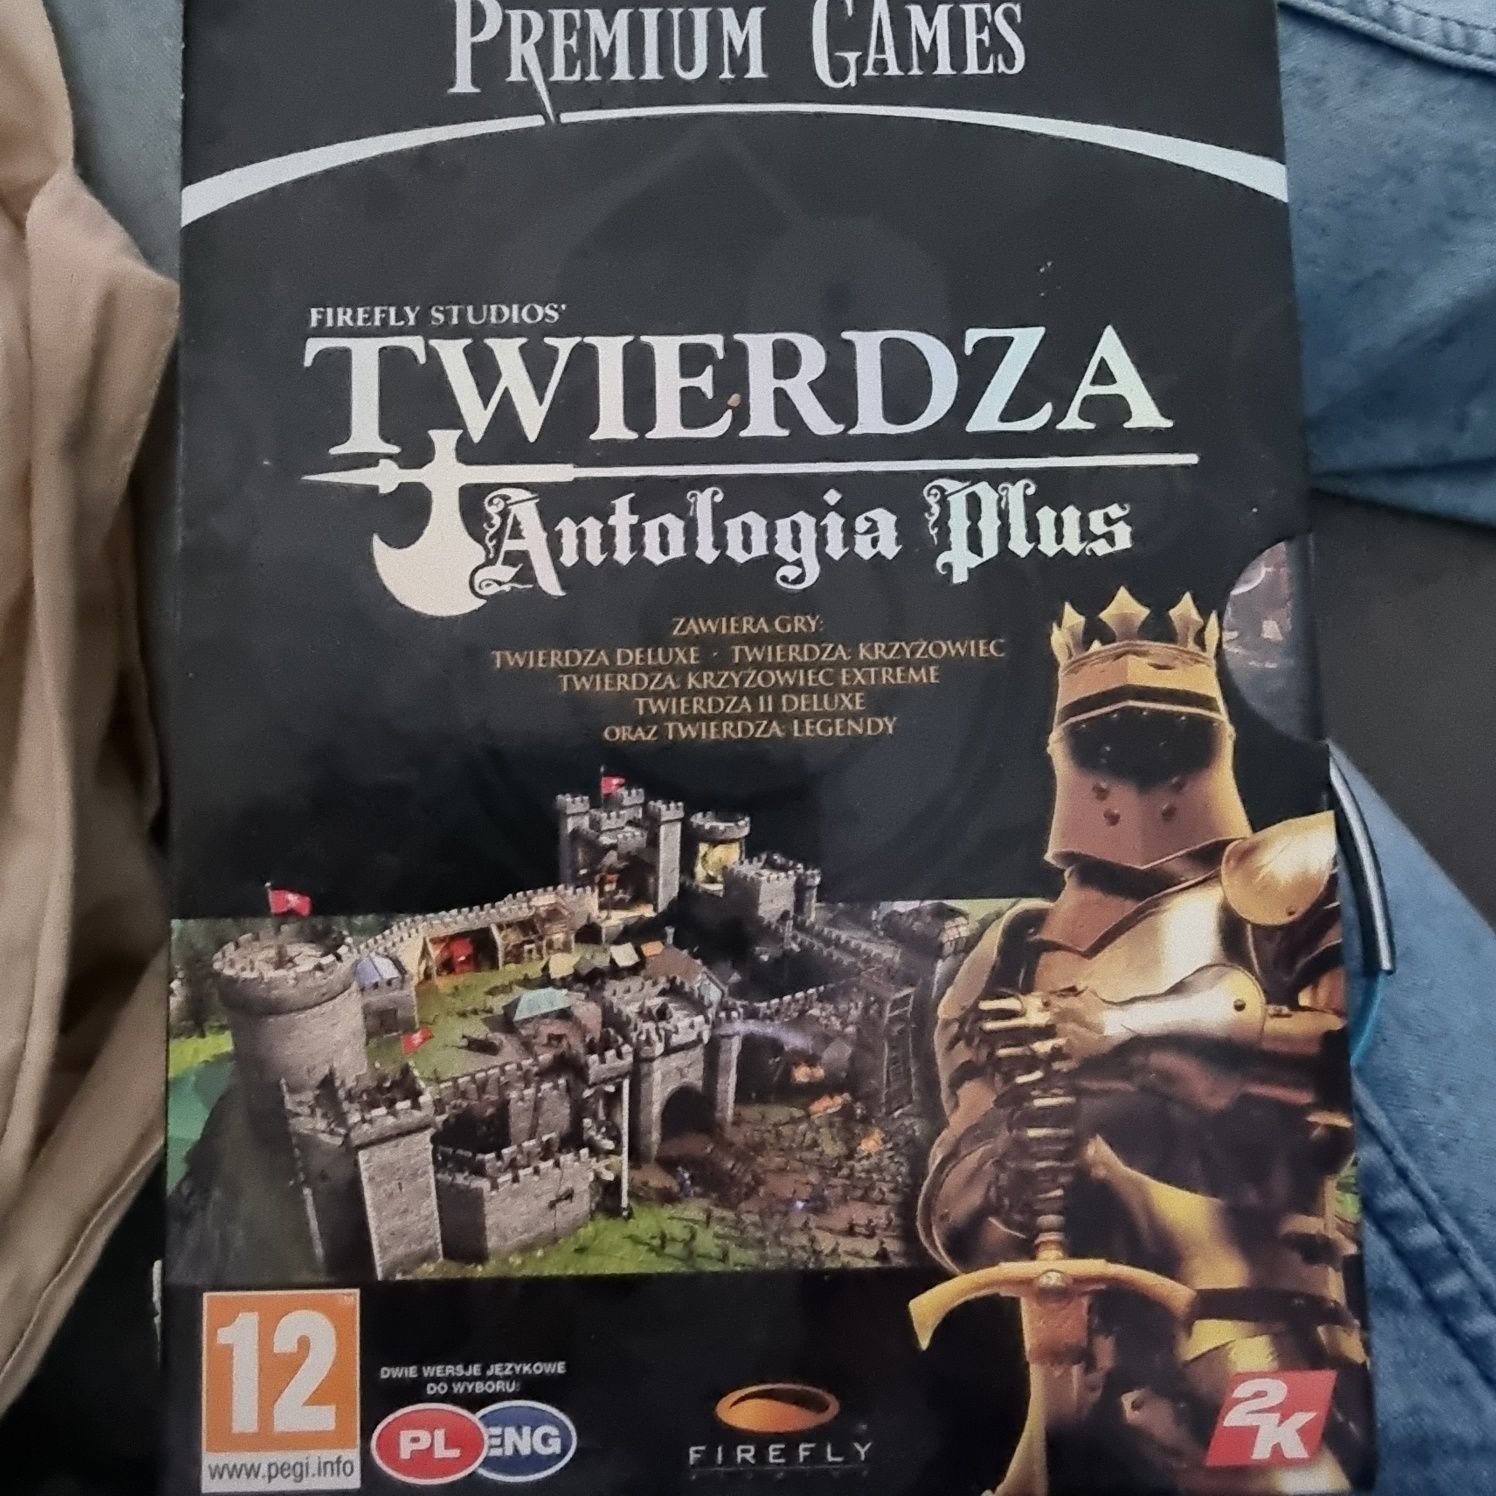 PREMIUM GAMES
FIREFLY STUDIOS'
TWIERDZA
Antologia Plus
ZAWIERA GRY:
TWIERDZA DELUXE · TWIERDZA: KRZYŻOWIEC
TWIERDZA: KRZYŻOWIEC EXTREME
TWIERDZA II DELUXE
ORAZ TWIERDZA: LEGENDY
12
www.pegi.info
DWIE WERSJE JĘZYKOWE
DO WYBORU:
PL ENG
FIREFLY
2K